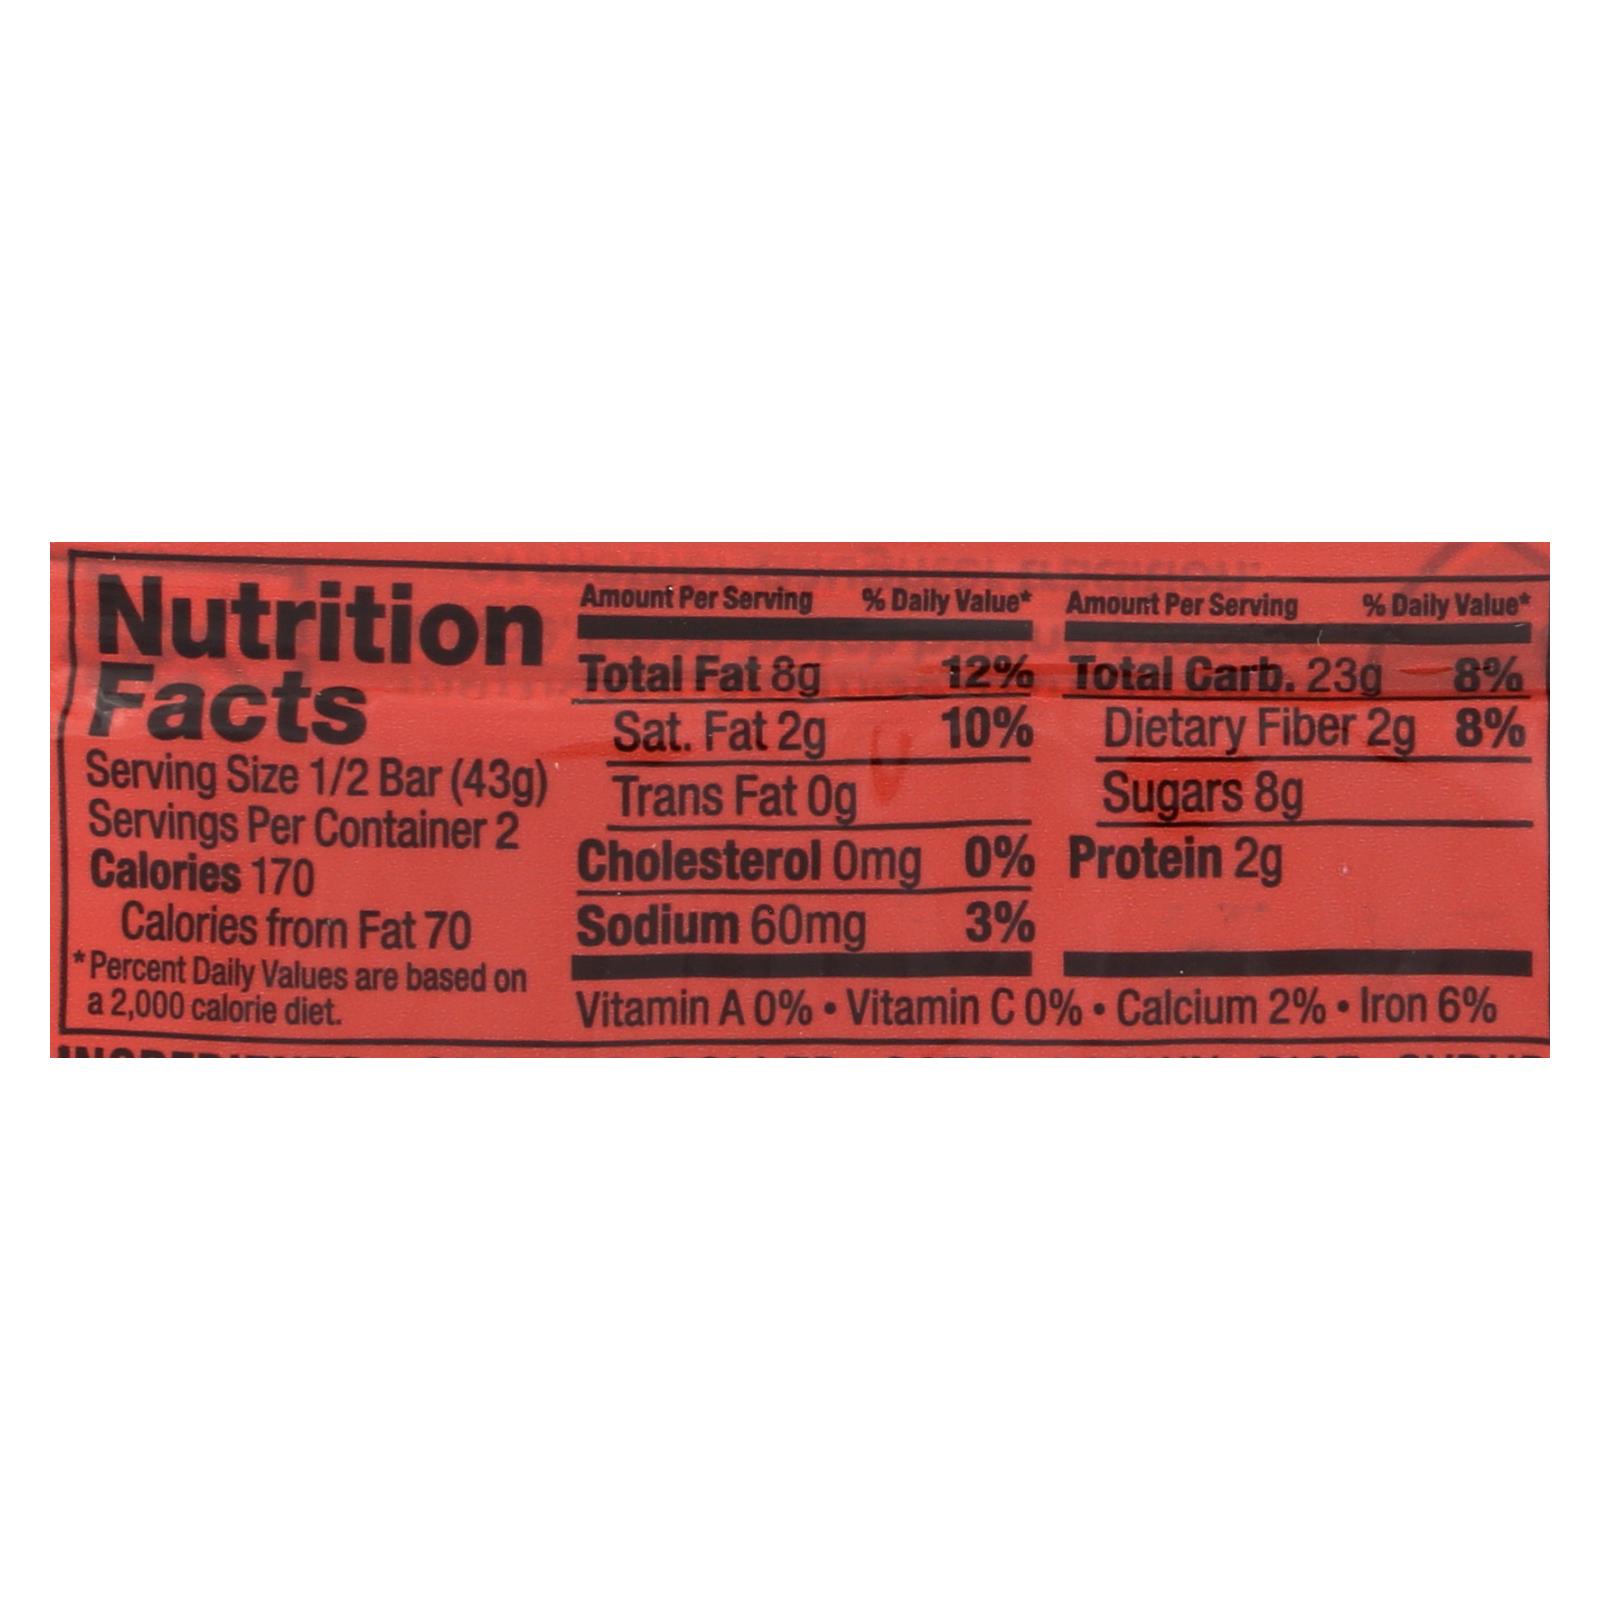 Nutrition
Facts
Serving Size 1/2 Bar (43g)
Servings Per Container 2
Calories 170
Calories from Fat 70
*Percent Daily Values are based on
a 2,000 calorie diet.
Amount Per Serving % Daily Value*
Total Fat 8g 12%
Sat. Fat 2g 10%
Trans Fat 0g
Cholesterol 0mg 0%
Sodium 60mg 3%
Amount Per Serving % Daily Value*
Total Carb. 23g 8%
Dietary Fiber 2g 8%
Sugars 8g
Protein 2g
Vitamin A 0% • Vitamin C 0% • Calcium 2% • Iron 6%